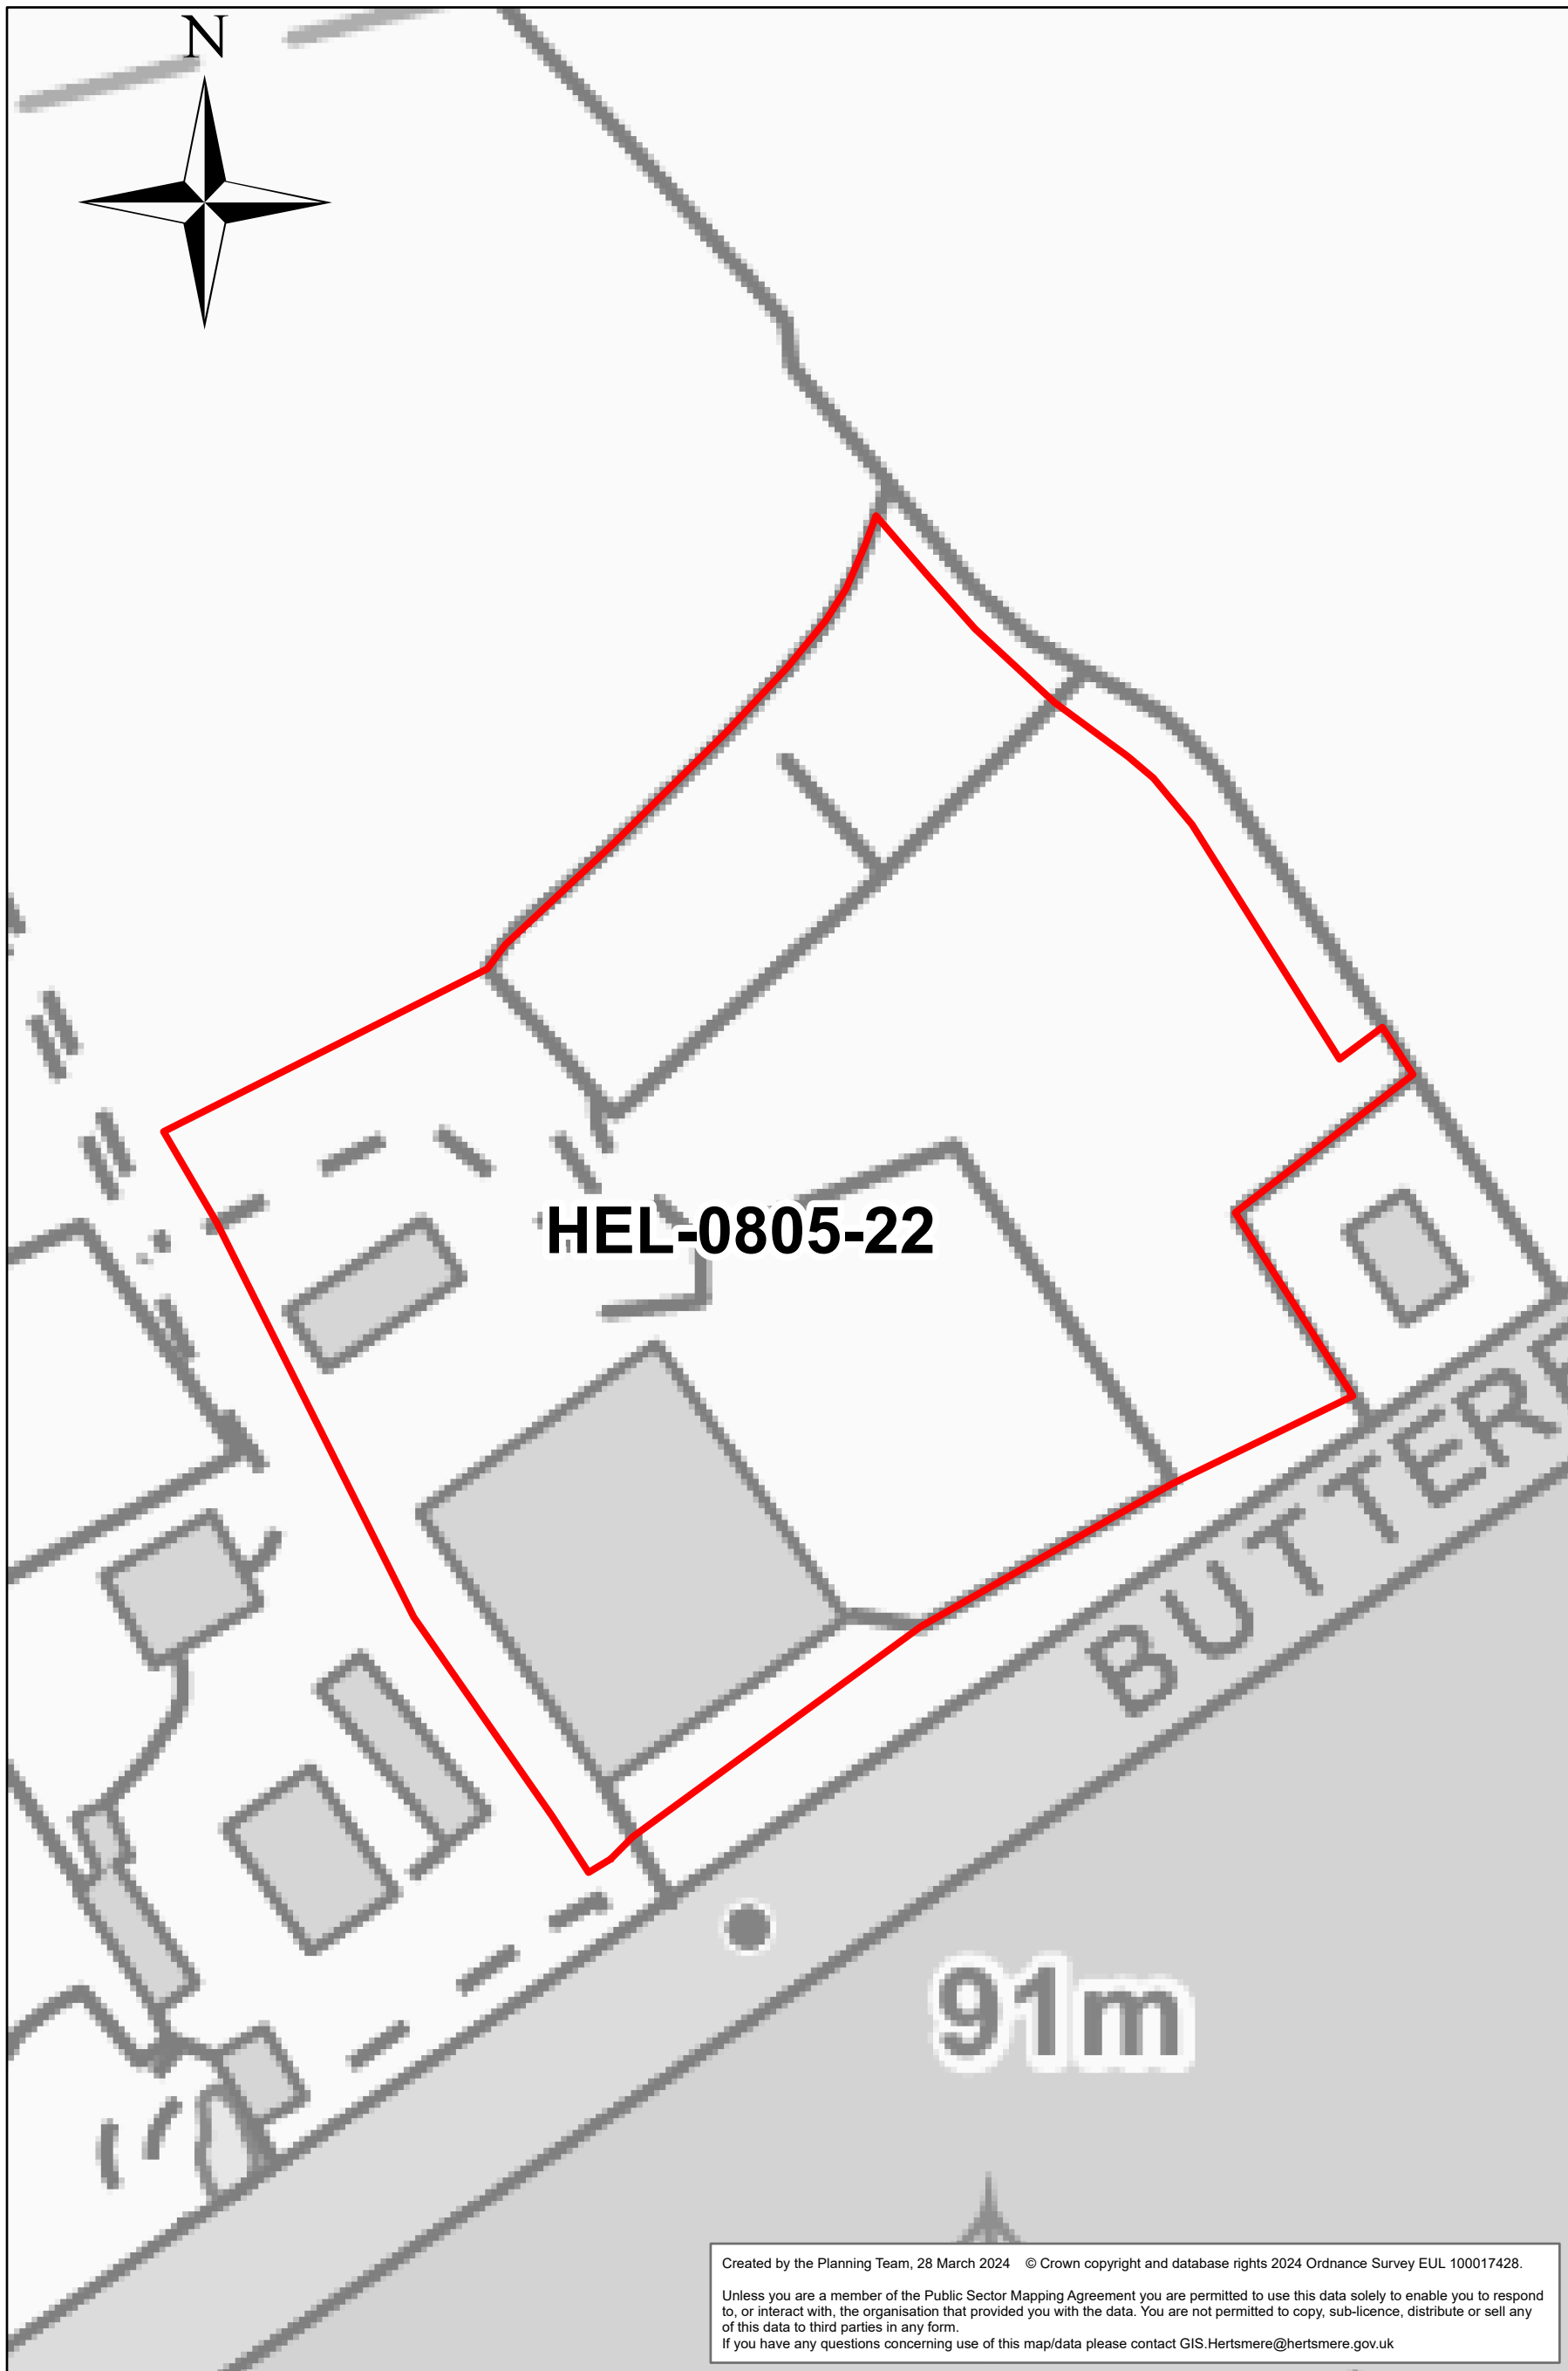 N
HEL-0805-22
BUTTER
91m
Created by the Planning Team, 28 March 2024 © Crown copyright and database rights 2024 Ordnance Survey EUL 100017428.
Unless you are a member of the Public Sector Mapping Agreement you are permitted to use this data solely to enable you to respond
to, or interact with, the organisation that provided you with the data. You are not permitted to copy, sub-licence, distribute or sell any
of this data to third parties in any form.
If you have any questions concerning use of this map/data please contact GIS.Hertsmere@hertsmere.gov.uk